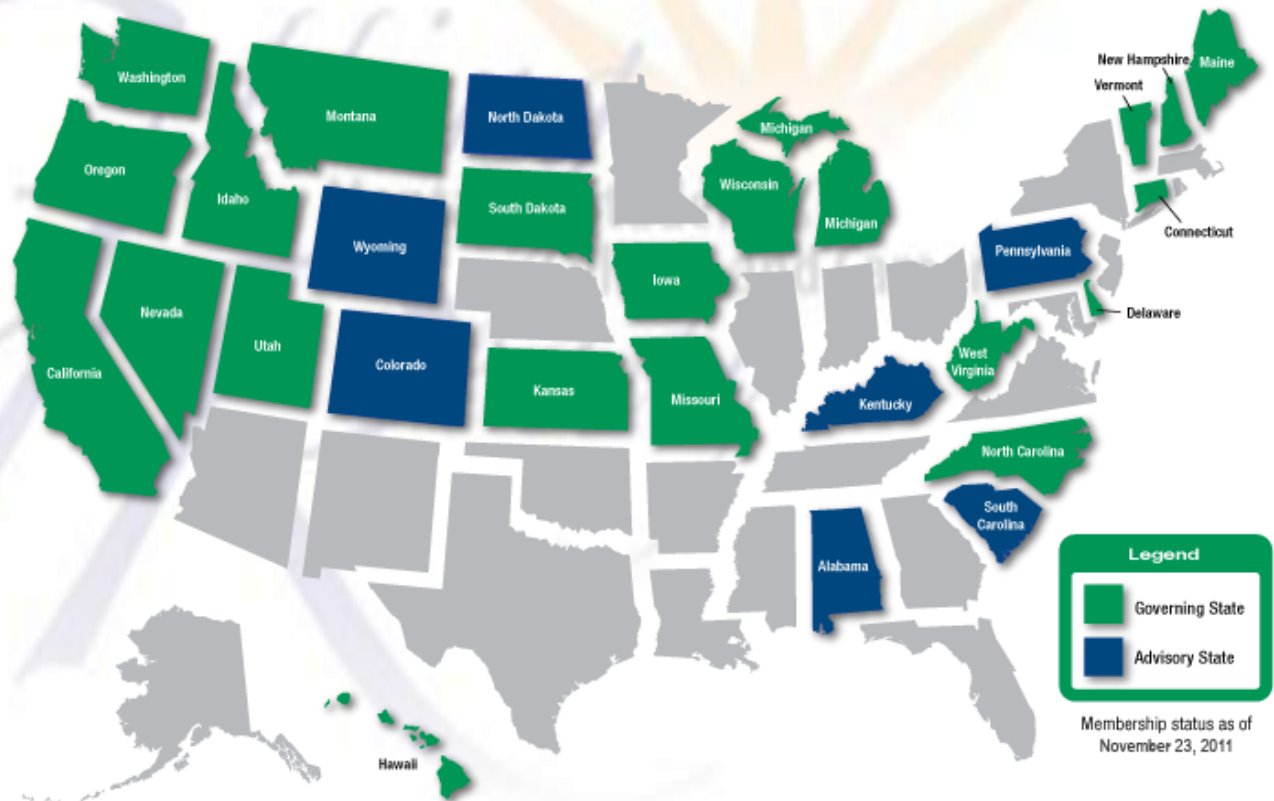 New Hampshire
Maine
Vermont
Washington
Montana
North Dakota
Michigan
Oregon
Idaho
South Dakota
Wisconsin
Michigan
Connecticut
Wyoming
Pennsylvania
Iowa
Nevada
Delaware
Utah
California
Colorado
Kansas
Missouri
West
Virginia
Kentucky
North Carolina
South
Carolina
Alabama
Hawaii
Legend
Governing State
Advisory State
Membership status as of
November 23, 2011